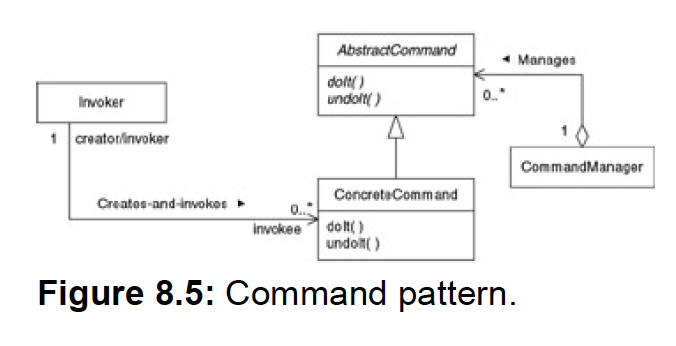 AbstractCommand
doIt( )
undoIt( )
◄ Manages
0..*
1
CommandManager
Invoker
1 creator/invoker
Creates-and-invokes ►
0..*
invokee
ConcreteCommand
doIt( )
undoIt( )
Figure 8.5: Command pattern.